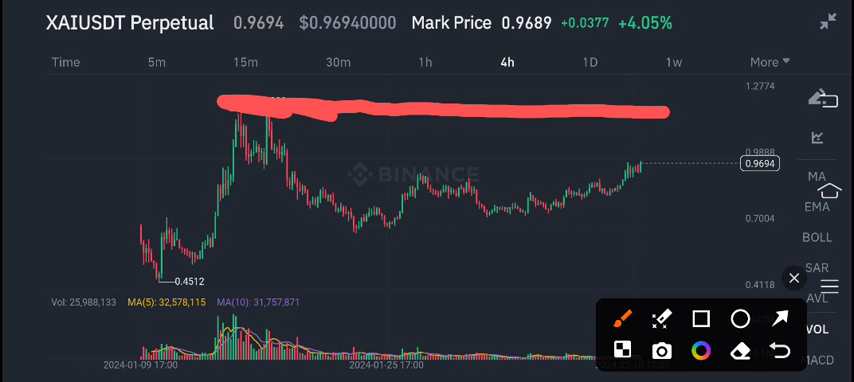 XAIUSDT Perpetual 0.9694 $0.96940000 Mark Price 0.9689 +0.0377 +4.05%
Time 5m 15m 30m 1h 4h 1D 1w More
1.2774
0.9888
0.9694
BINANCE
MA
EMA
0.7004
BOLL
SAR
0.4512
0.4118
AVL
Vol: 25,988,133 MA(5): 32,578,115 MA(10): 31,757,871
VOL
MACD
2024-01-09 17:00 2024-01-25 17:00